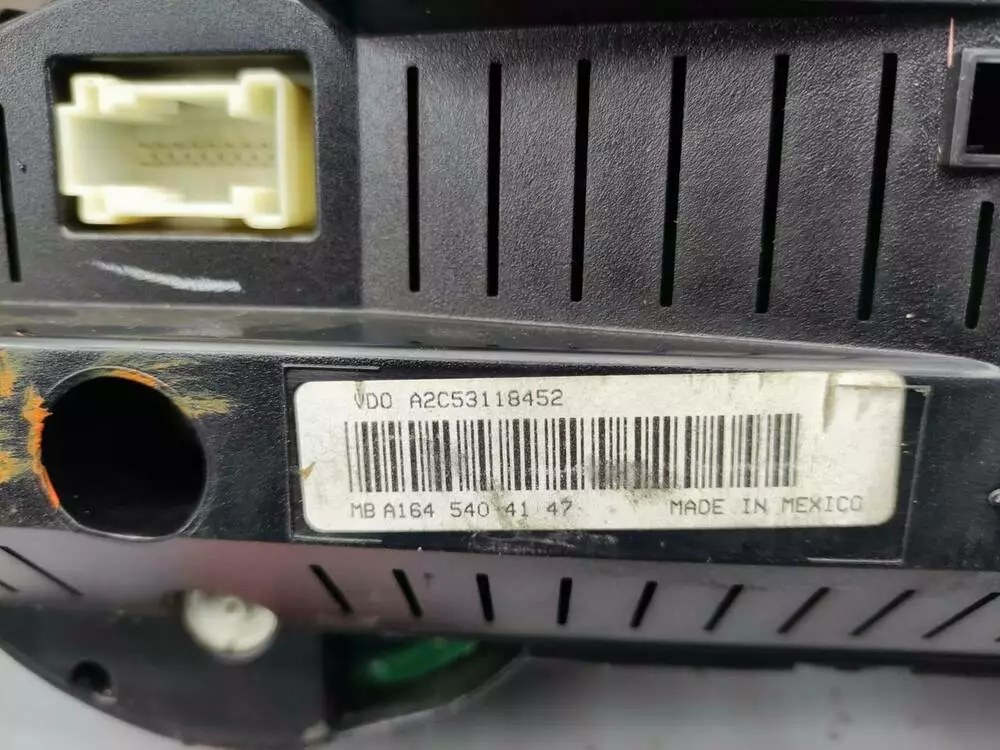 VDO A2C53118452
MB A164 540 41 47 MADE IN MEXICO